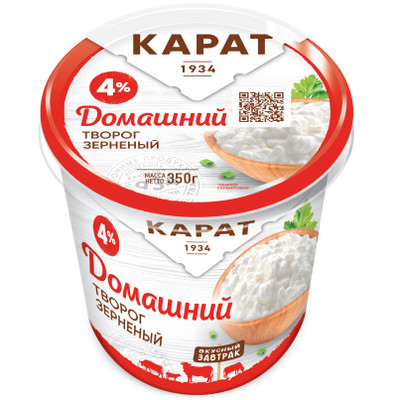 КАРАТ
1934
4%
Домашний
ТВОРОГ
ЗЕРНЕНЫЙ
МАССА
НЕТТО
350г
КАРАТ
1934
4%
Домашний
ТВОРОГ
ЗЕРНЕНЫЙ
ВКУСНЫЙ
ЗАВТРАК